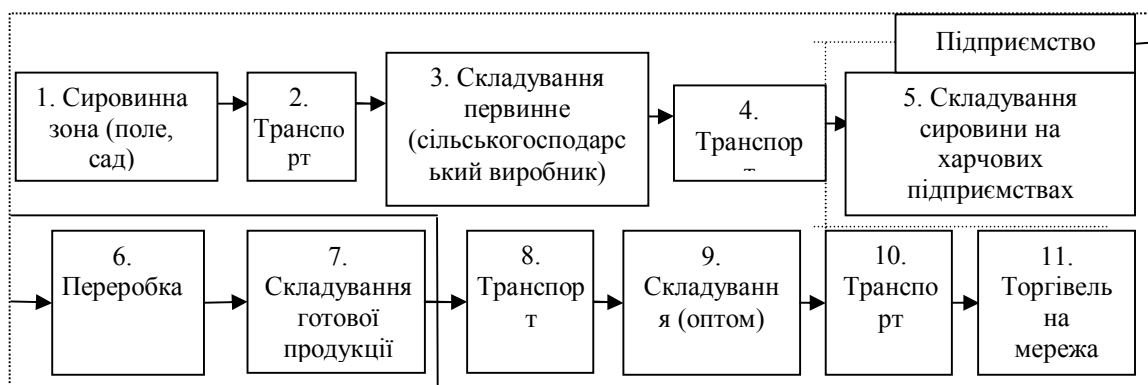 Підприємство
1. Сировинна
зона (поле,
сад)
2.
Транспо
рт
3. Складування
первинне
(сільськогосподарс
ький виробник)
4.
Транспор
т
5. Складування
сировини на
харчових
підприємствах
6.
Переробка
7.
Складування
готової
продукції
8.
Транспор
т
9.
Складуванн
я (оптом)
10.
Транспо
рт
11.
Торгівель
на
мережа